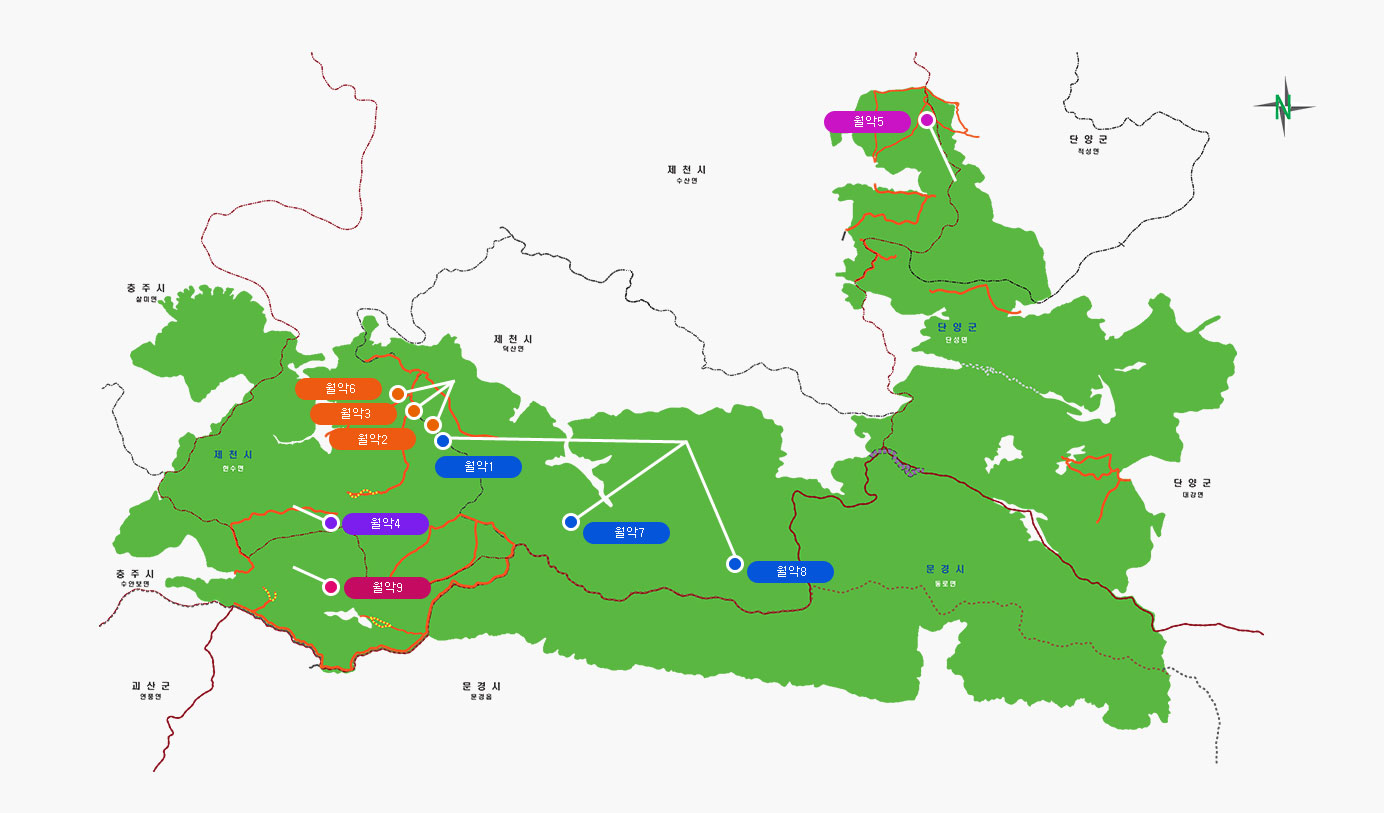 N
월악5
단 양 군
적성면
제 천 시
수산면
충 주 시
살미면
단 양 군
단성면
제 천 시
덕산면
월악6
월악3
월악2
제 천 시
한수면
월악1
단 양 군
대강면
월악4
월악7
충 주 시
수안보면
월악9
월악8
문 경 시
동로면
괴 산 군
연풍면
문 경 시
문경읍